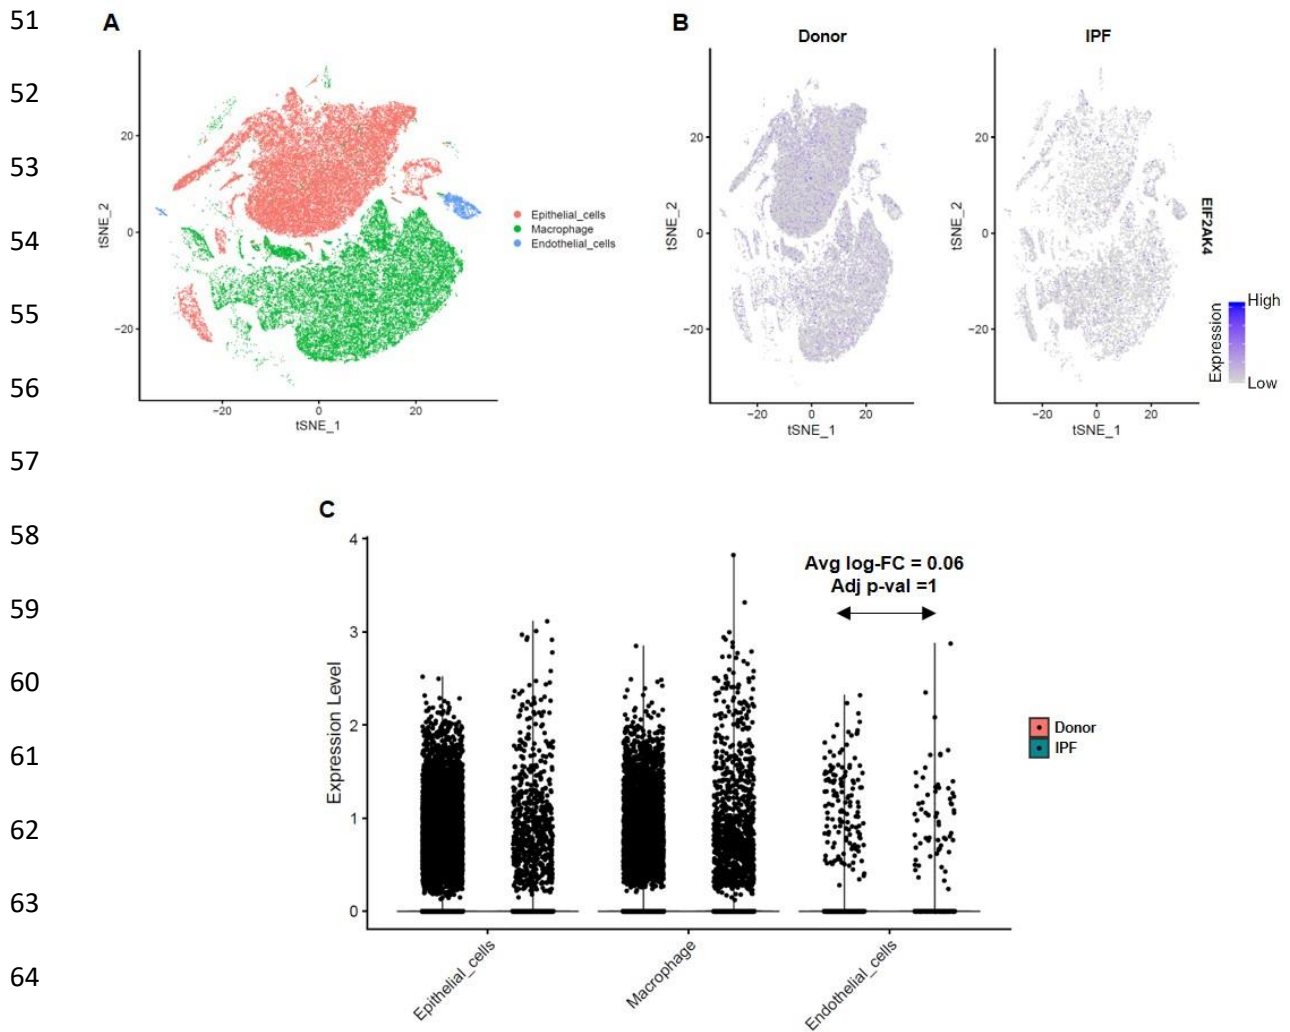 51
A
B
Donor
IPF
52
20
20
20
53
Epithelial_cells
Macrophage
Endothelial_cells
tSNE_2
tSNE_2
tSNE_2
EIF2AK4
54
0
0
0
55
−20
−20
−20
Expression
High
Low
56
−20
0
20
tSNE_1
−20
0
20
tSNE_1
−20
0
20
tSNE_1
57
C
58
4
Avg log-FC = 0.06
Adj p-val =1
59
3
60
Expression Level
2
Donor
IPF
61
1
62
63
0
64
Epithelial_cells
Macrophage
Endothelial_cells